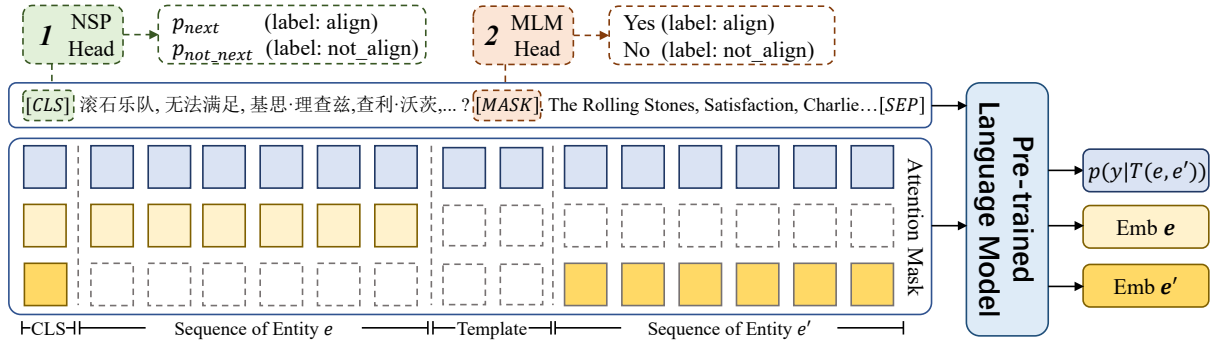 1 NSP Head
p_next (label: align)
p_not_next (label: not_align)
2 MLM Head
Yes (label: align)
No (label: not_align)
[CLS] 滚石乐队, 无法满足, 基思·理查兹,查利·沃茨,... ? [MASK]. The Rolling Stones, Satisfaction, Charlie…[SEP]
Attention Mask
CLS
Sequence of Entity e
Template
Sequence of Entity e′
Pre-trained Language Model
p(y|T(e, e′))
Emb e
Emb e′